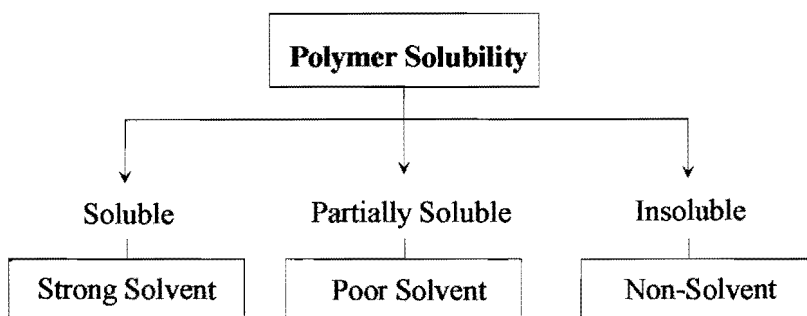 Polymer Solubility
Soluble
Partially Soluble
Insoluble
Strong Solvent
Poor Solvent
Non-Solvent